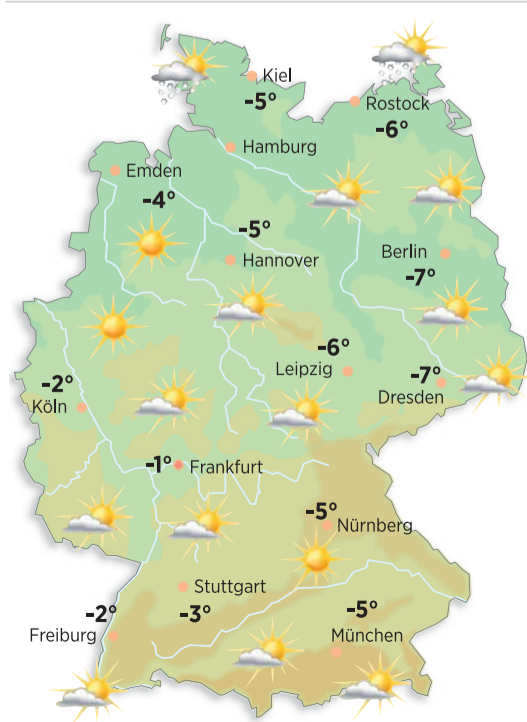 Kiel
-5°
Rostock
-6°
Hamburg
Emden
-4°
-5°
Hannover
Berlin
-7°
-6°
Leipzig
-7°
Dresden
-2°
Köln
-1°
Frankfurt
-5°
Nürnberg
Stuttgart
-3°
-2°
Freiburg
-5°
München